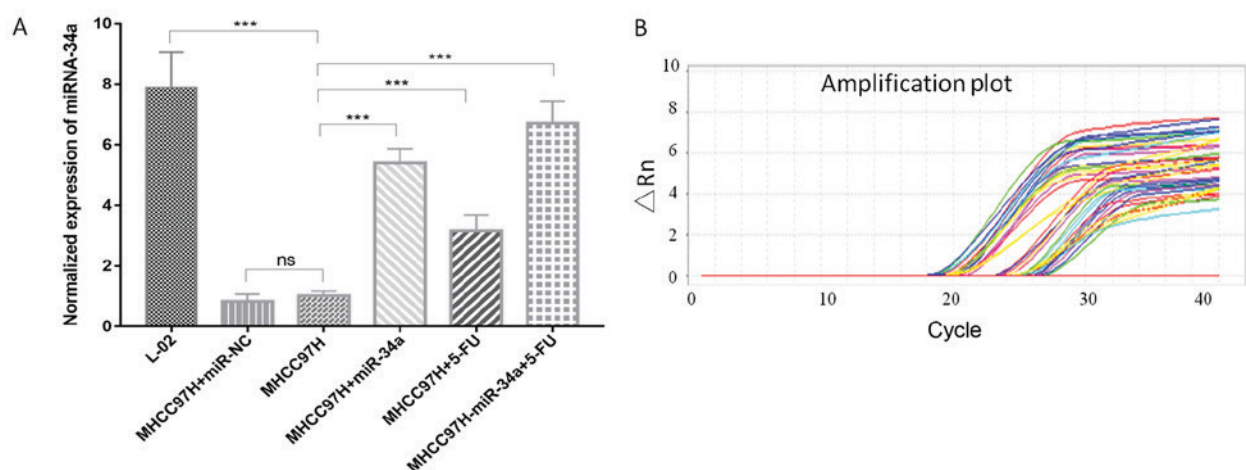 A
Normalized expression of miRNA-34a
10
8
6
4
2
0
***
***
***
***
ns
L-02
MHCC97H+miR-NC
MHCC97H
MHCC97H+miR-34a
MHCC97H+5-FU
MHCC97H-miR-34a+5-FU
B
Amplification plot
△Rn
10
8
6
4
2
0
0
10
20
30
40
Cycle